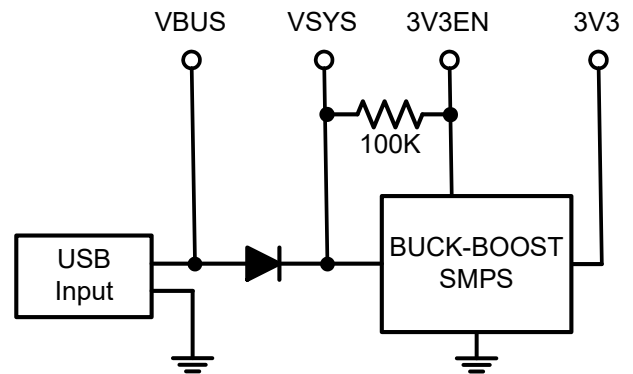 VBUS
VSYS
3V3EN
3V3
100K
USB
Input
BUCK-BOOST
SMPS